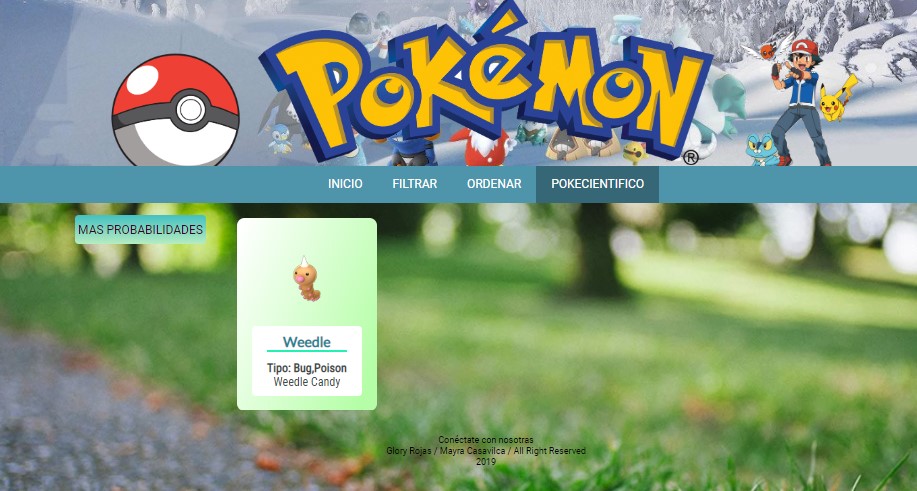 POKÉMON
®
INICIO FILTRAR ORDENAR POKECIENTIFICO
MAS PROBABILIDADES
Weedle
Tipo: Bug,Poison
Weedle Candy
Conéctate con nosotras
Glory Rojas / Mayra Casavilca / All Right Reserved
2019